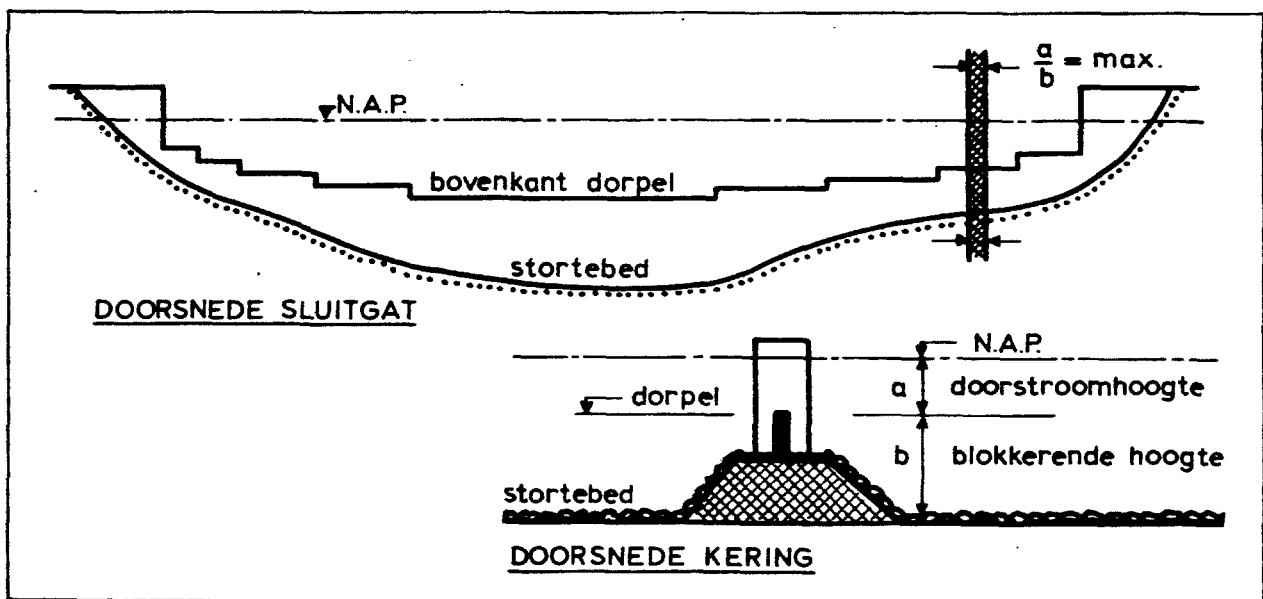 a/b = max.
N.A.P.
bovenkant dorpel
stortebed
DOORSNEDE SLUITGAT
N.A.P.
a doorstroomhoogte
dorpel
b blokkerende hoogte
stortebed
DOORSNEDE KERING